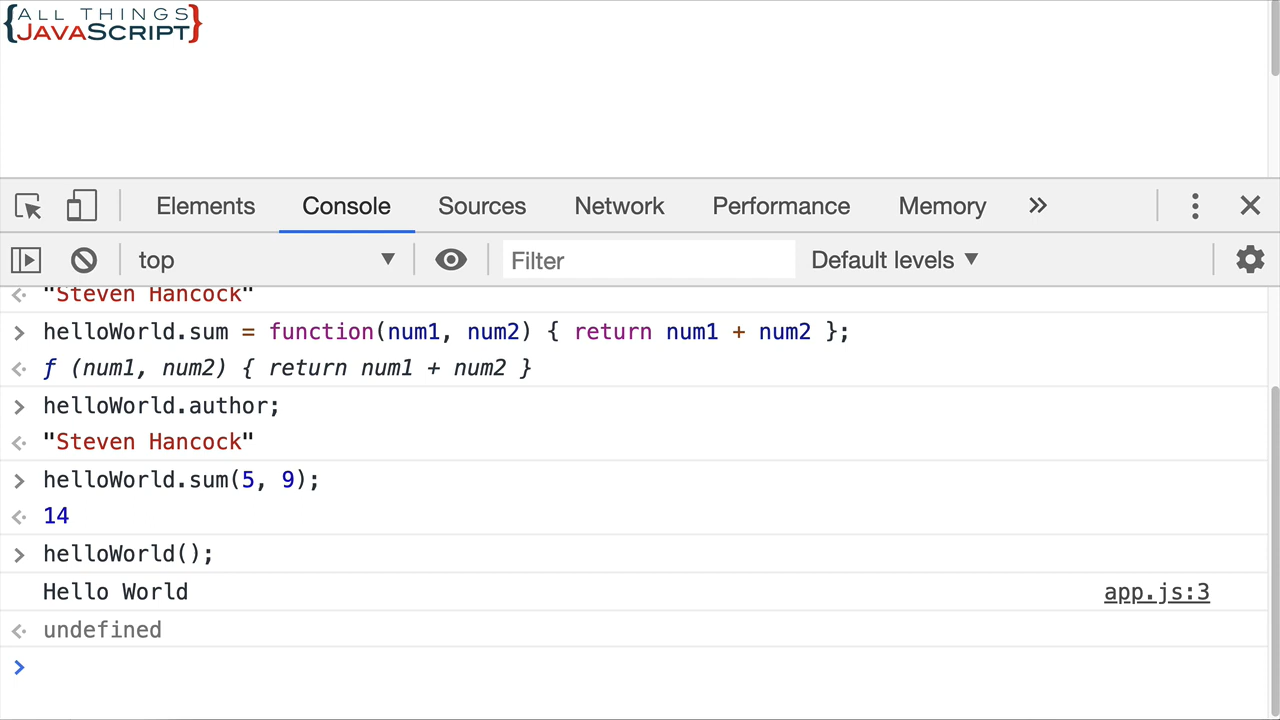 {ALL THINGS
JAVASCRIPT}
Elements Console Sources Network Performance Memory »
top ▼ Filter Default levels ▼
"Steven Hancock"
> helloWorld.sum = function(num1, num2) { return num1 + num2 };
<· ƒ (num1, num2) { return num1 + num2 }
> helloWorld.author;
<· "Steven Hancock"
> helloWorld.sum(5, 9);
<· 14
> helloWorld();
Hello World app.js:3
<· undefined
>